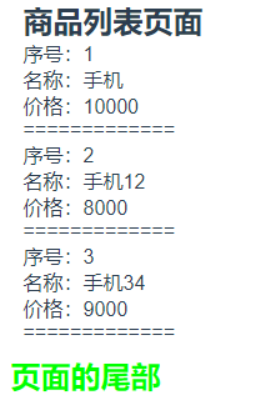 商品列表页面
序号：1
名称：手机
价格：10000
=============
序号：2
名称：手机12
价格：8000
=============
序号：3
名称：手机34
价格：9000
=============
页面的尾部